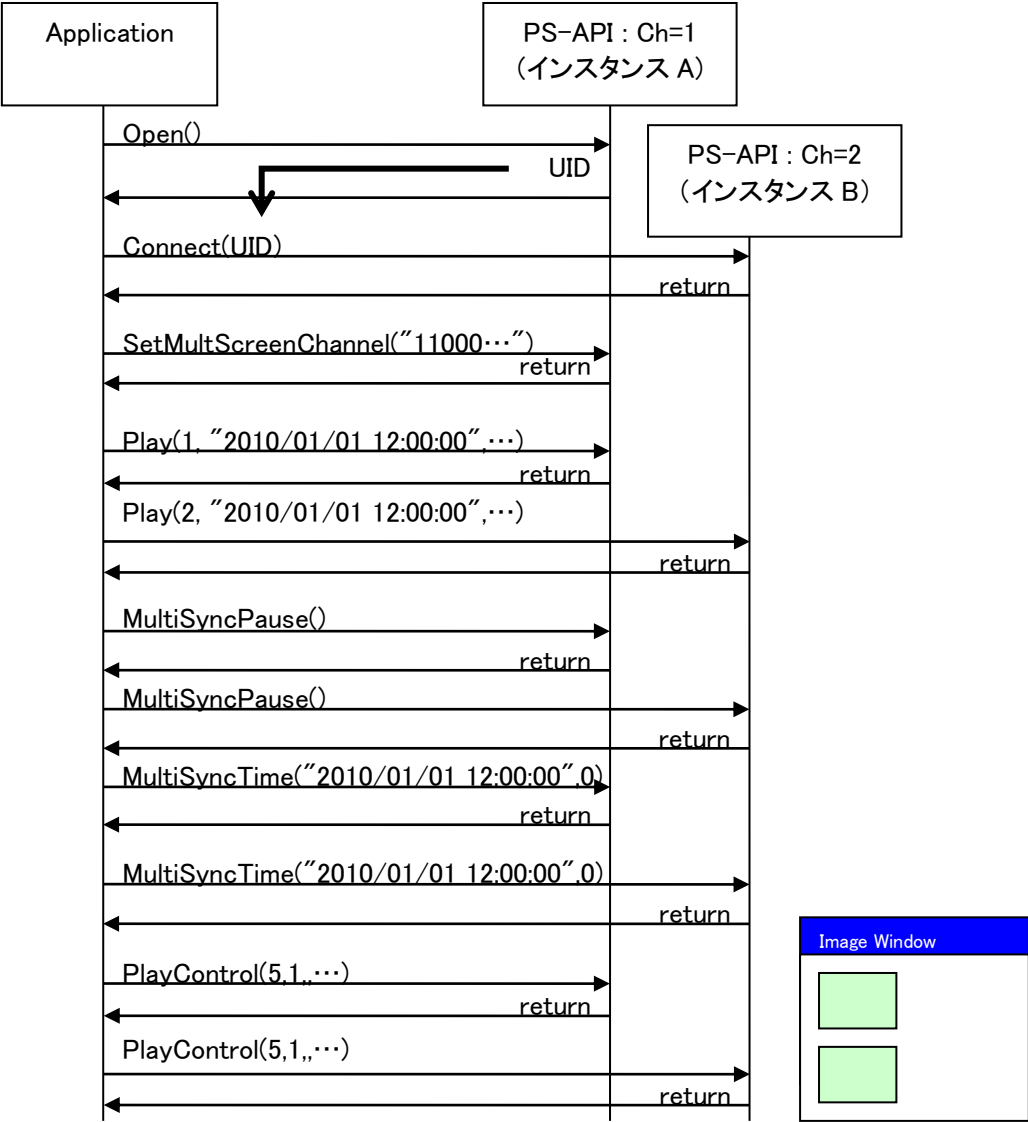 Application
PS-API : Ch=1
（インスタンス A）
Open()
UID
PS-API : Ch=2
（インスタンス B）
Connect(UID)
return
SetMultScreenChannel("11000･･･")
return
Play(1, "2010/01/01 12:00:00",･･･)
return
Play(2, "2010/01/01 12:00:00",･･･)
return
MultiSyncPause()
return
MultiSyncPause()
return
MultiSyncTime("2010/01/01 12:00:00",0)
return
MultiSyncTime("2010/01/01 12:00:00",0)
return
Image Window
PlayControl(5,1,,･･･)
return
PlayControl(5,1,,･･･)
return